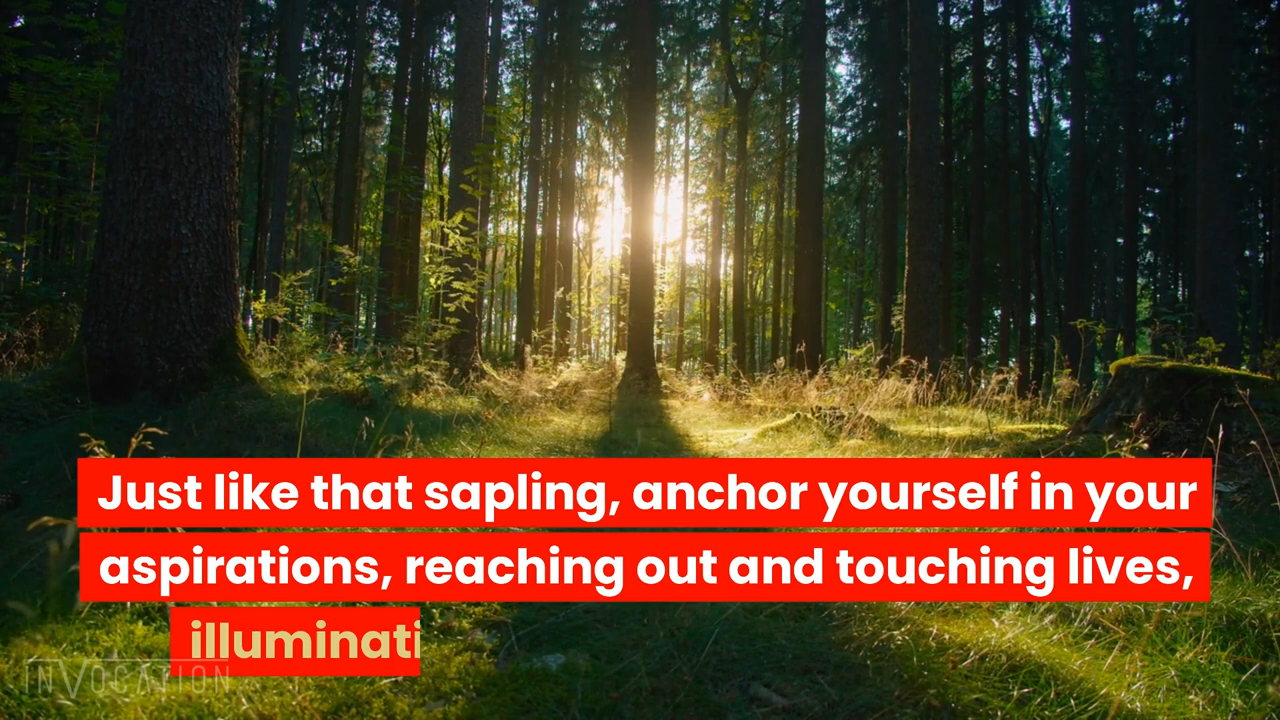 Just like that sapling, anchor yourself in your
aspirations, reaching out and touching lives,
illuminati
INVOCATION